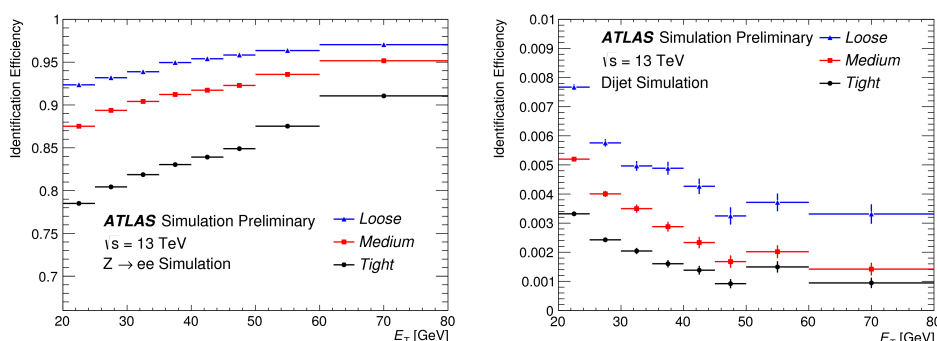 Identification Efficiency
1
0.95
0.9
0.85
0.8
0.75
0.7
ATLAS Simulation Preliminary
√s = 13 TeV
Z → ee Simulation
Loose
Medium
Tight
20 30 40 50 60 70 80
E_T [GeV]
Identification Efficiency
0.01
0.009
0.008
0.007
0.006
0.005
0.004
0.003
0.002
0.001
0
ATLAS Simulation Preliminary
√s = 13 TeV
Dijet Simulation
Loose
Medium
Tight
20 30 40 50 60 70 80
E_T [GeV]